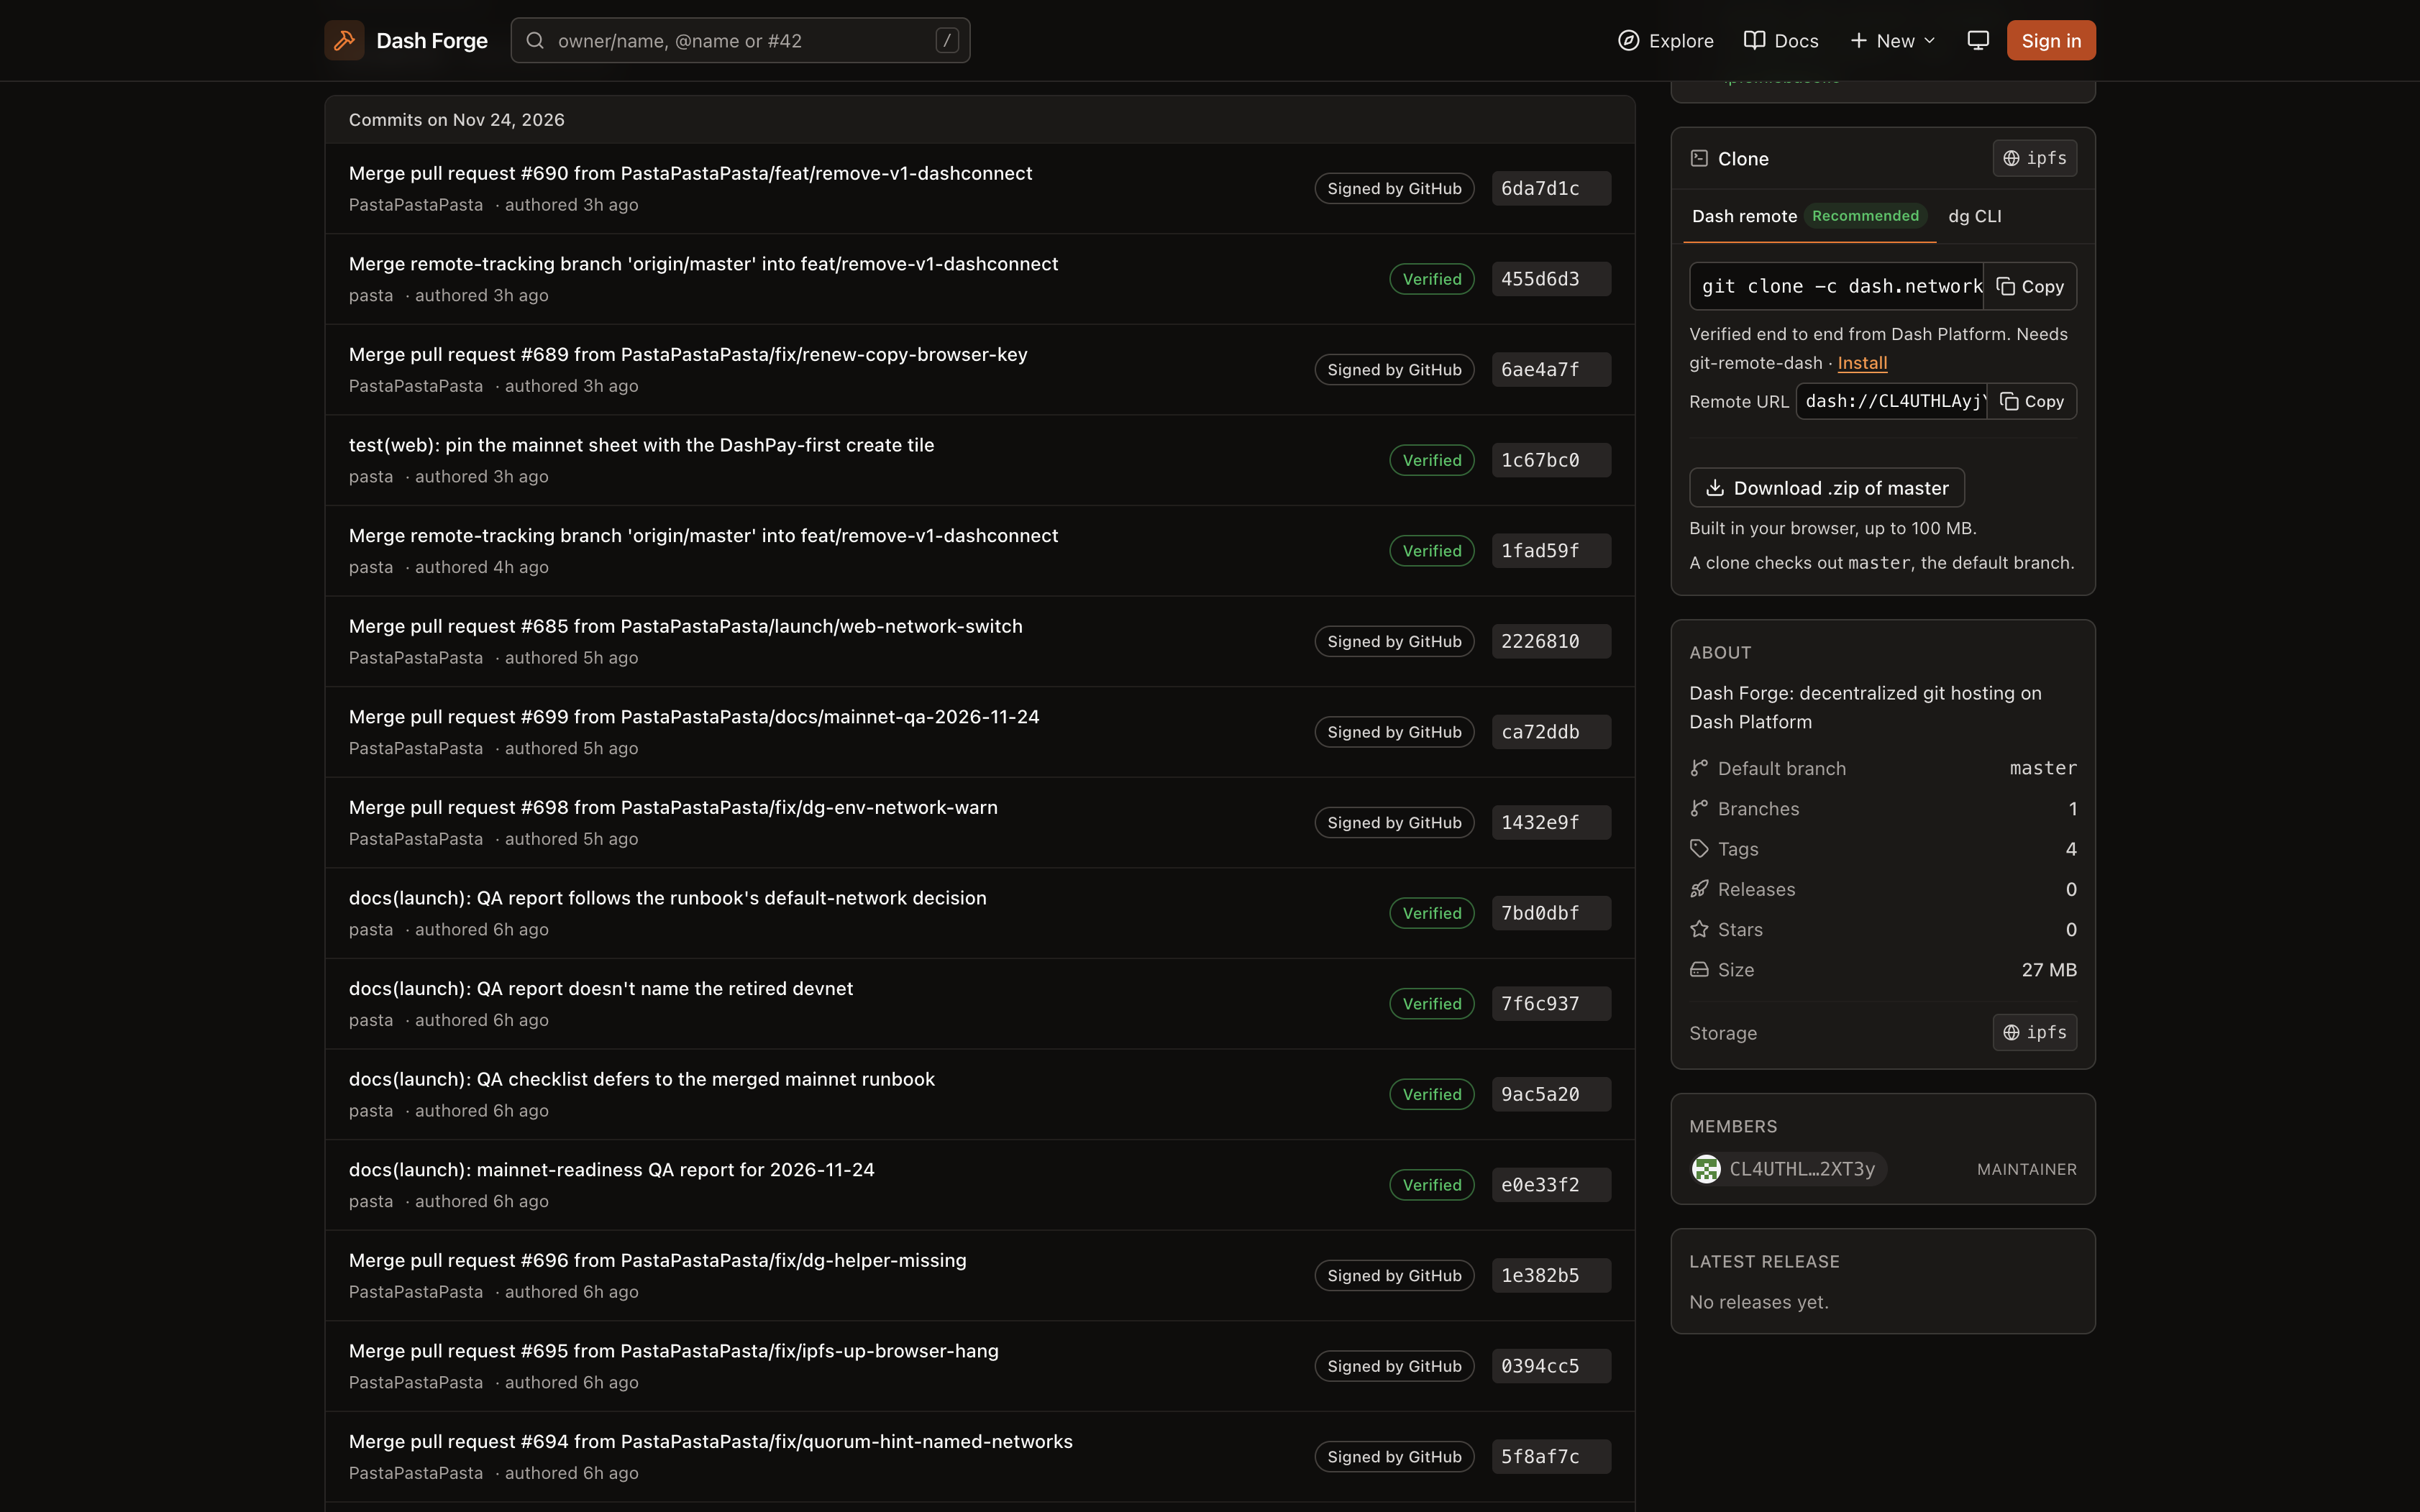 Dash Forge
owner/name, @name or #42
/
Explore
Docs
New
Sign in
Commits on Nov 24, 2026
Merge pull request #690 from PastaPastaPasta/feat/remove-v1-dashconnect
PastaPastaPasta · authored 3h ago
Signed by GitHub
6da7d1c
Merge remote-tracking branch 'origin/master' into feat/remove-v1-dashconnect
pasta · authored 3h ago
Verified
455d6d3
Merge pull request #689 from PastaPastaPasta/fix/renew-copy-browser-key
PastaPastaPasta · authored 3h ago
Signed by GitHub
6ae4a7f
test(web): pin the mainnet sheet with the DashPay-first create tile
pasta · authored 3h ago
Verified
1c67bc0
Merge remote-tracking branch 'origin/master' into feat/remove-v1-dashconnect
pasta · authored 4h ago
Verified
1fad59f
Merge pull request #685 from PastaPastaPasta/launch/web-network-switch
PastaPastaPasta · authored 5h ago
Signed by GitHub
2226810
Merge pull request #699 from PastaPastaPasta/docs/mainnet-qa-2026-11-24
PastaPastaPasta · authored 5h ago
Signed by GitHub
ca72ddb
Merge pull request #698 from PastaPastaPasta/fix/dg-env-network-warn
PastaPastaPasta · authored 5h ago
Signed by GitHub
1432e9f
docs(launch): QA report follows the runbook's default-network decision
pasta · authored 6h ago
Verified
7bd0dbf
docs(launch): QA report doesn't name the retired devnet
pasta · authored 6h ago
Verified
7f6c937
docs(launch): QA checklist defers to the merged mainnet runbook
pasta · authored 6h ago
Verified
9ac5a20
docs(launch): mainnet-readiness QA report for 2026-11-24
pasta · authored 6h ago
Verified
e0e33f2
Merge pull request #696 from PastaPastaPasta/fix/dg-helper-missing
PastaPastaPasta · authored 6h ago
Signed by GitHub
1e382b5
Merge pull request #695 from PastaPastaPasta/fix/ipfs-up-browser-hang
PastaPastaPasta · authored 6h ago
Signed by GitHub
0394cc5
Merge pull request #694 from PastaPastaPasta/fix/quorum-hint-named-networks
PastaPastaPasta · authored 6h ago
Signed by GitHub
5f8af7c
Clone
ipfs
Dash remote Recommended
dg CLI
git clone -c dash.network
Copy
Verified end to end from Dash Platform. Needs
git-remote-dash · Install
Remote URL
dash://CL4UTHLAyj
Copy
Download .zip of master
Built in your browser, up to 100 MB.
A clone checks out master, the default branch.
ABOUT
Dash Forge: decentralized git hosting on
Dash Platform
Default branch master
Branches 1
Tags 4
Releases 0
Stars 0
Size 27 MB
Storage ipfs
MEMBERS
CL4UTHL…2XT3y MAINTAINER
LATEST RELEASE
No releases yet.